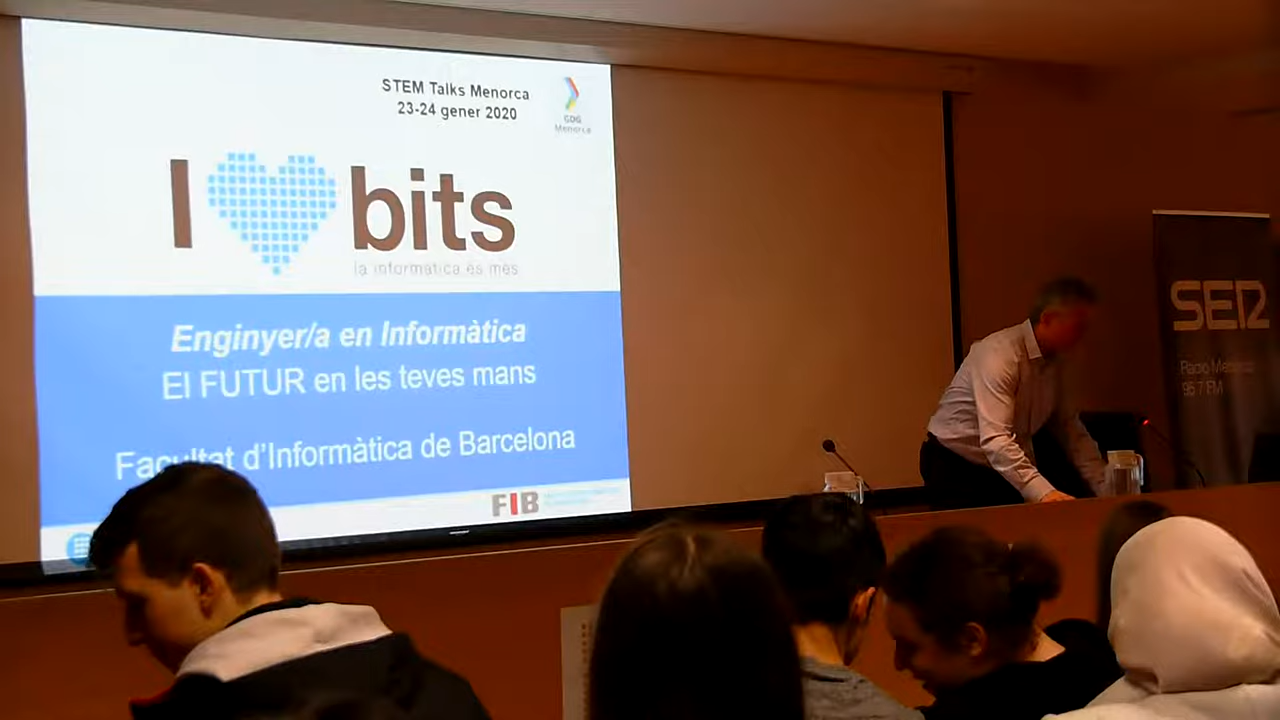 STEM Talks Menorca
23-24 gener 2020
GDG
Menorca
I bits
la informàtica és més
Enginyer/a en Informàtica
El FUTUR en les teves mans
Facultat d'Informàtica de Barcelona
FIB
SER
Radio Menorca
95.7 FM